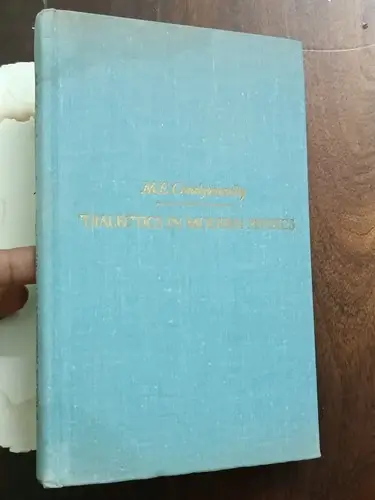 M. E. Omelyanovsky
DIALECTICS IN MODERN PHYSICS